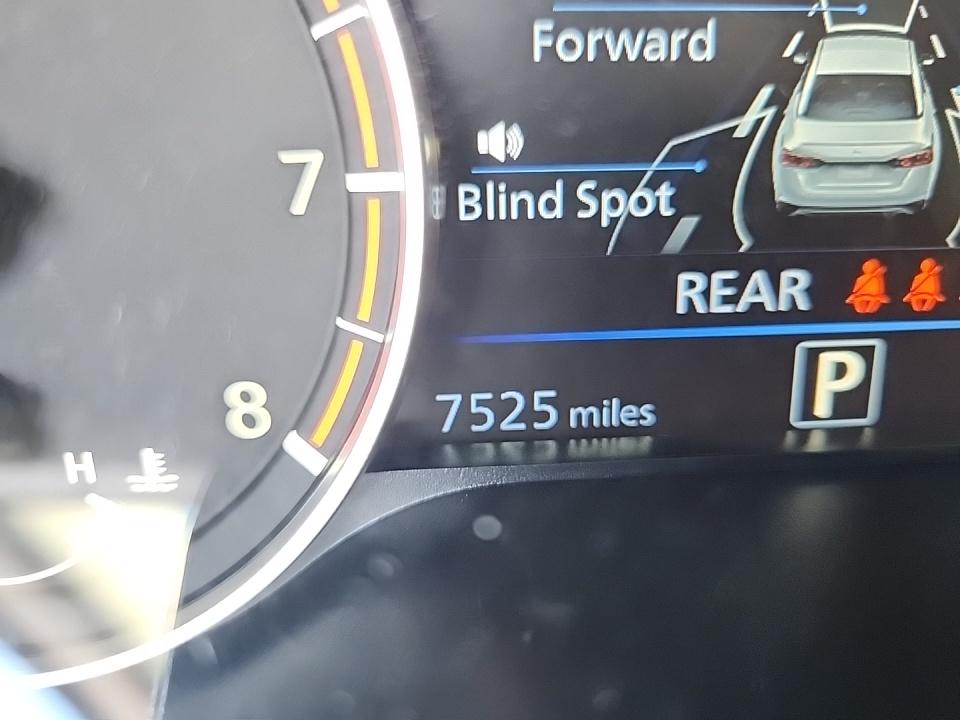 Forward
7
Blind Spot
REAR
8
7525 miles
P
H